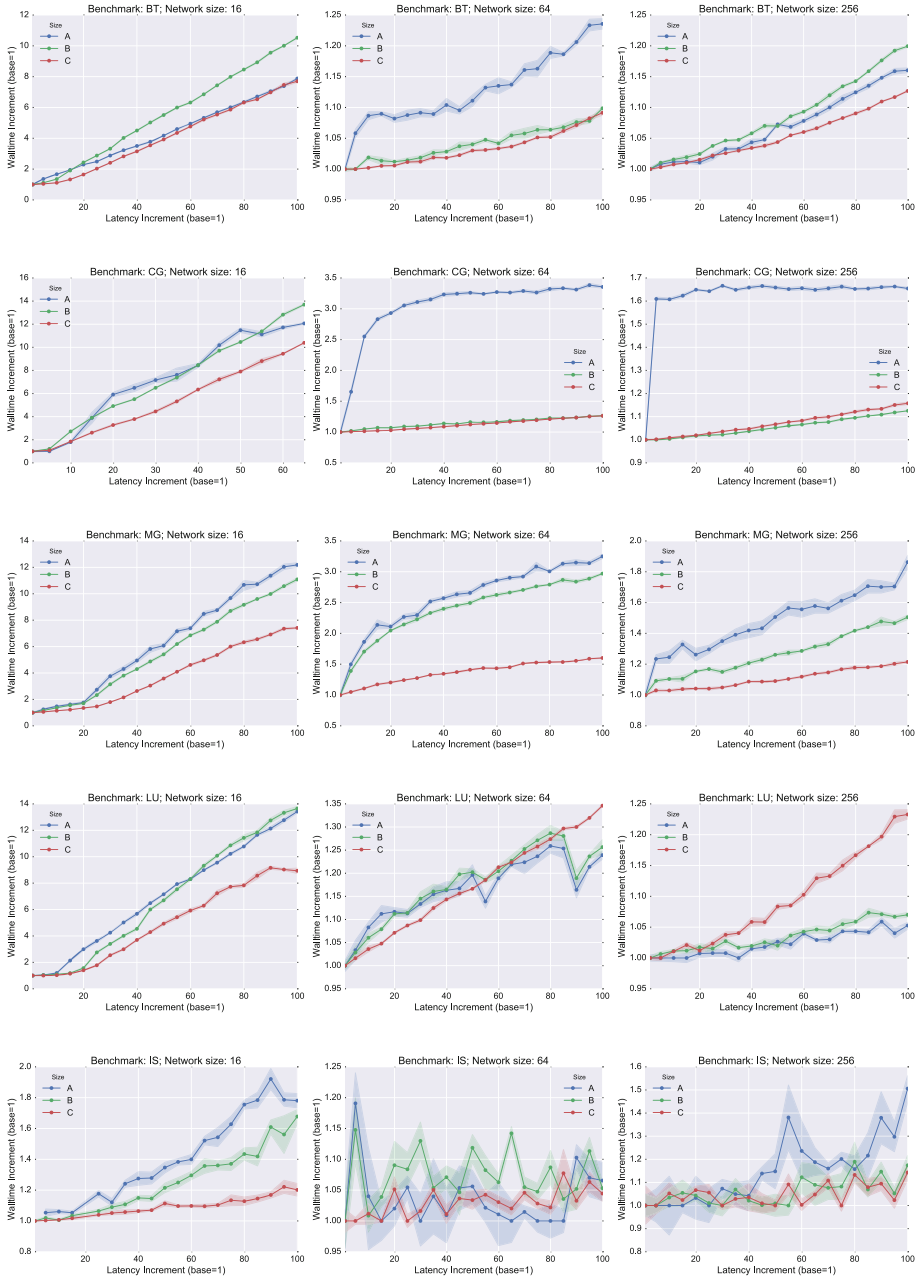 Benchmark: BT; Network size: 16
Walltime Increment (base=1)
12
10
8
6
4
2
0
Size
A
B
C
20 40 60 80 100
Latency Increment (base=1)
Benchmark: BT; Network size: 64
Walltime Increment (base=1)
1.25
1.20
1.15
1.10
1.05
1.00
0.95
Size
A
B
C
20 40 60 80 100
Latency Increment (base=1)
Benchmark: BT; Network size: 256
Walltime Increment (base=1)
1.25
1.20
1.15
1.10
1.05
1.00
0.95
Size
A
B
C
20 40 60 80 100
Latency Increment (base=1)
Benchmark: CG; Network size: 16
Walltime Increment (base=1)
16
14
12
10
8
6
4
2
0
Size
A
B
C
10 20 30 40 50 60
Latency Increment (base=1)
Benchmark: CG; Network size: 64
Walltime Increment (base=1)
3.5
3.0
2.5
2.0
1.5
1.0
0.5
Size
A
B
C
20 40 60 80 100
Latency Increment (base=1)
Benchmark: CG; Network size: 256
Walltime Increment (base=1)
1.7
1.6
1.5
1.4
1.3
1.2
1.1
1.0
0.9
Size
A
B
C
20 40 60 80 100
Latency Increment (base=1)
Benchmark: MG; Network size: 16
Walltime Increment (base=1)
14
12
10
8
6
4
2
0
Size
A
B
C
20 40 60 80 100
Latency Increment (base=1)
Benchmark: MG; Network size: 64
Walltime Increment (base=1)
3.5
3.0
2.5
2.0
1.5
1.0
0.5
Size
A
B
C
20 40 60 80 100
Latency Increment (base=1)
Benchmark: MG; Network size: 256
Walltime Increment (base=1)
2.0
1.8
1.6
1.4
1.2
1.0
0.8
Size
A
B
C
20 40 60 80 100
Latency Increment (base=1)
Benchmark: LU; Network size: 16
Walltime Increment (base=1)
14
12
10
8
6
4
2
0
Size
A
B
C
20 40 60 80 100
Latency Increment (base=1)
Benchmark: LU; Network size: 64
Walltime Increment (base=1)
1.35
1.30
1.25
1.20
1.15
1.10
1.05
1.00
0.95
Size
A
B
C
20 40 60 80 100
Latency Increment (base=1)
Benchmark: LU; Network size: 256
Walltime Increment (base=1)
1.25
1.20
1.15
1.10
1.05
1.00
0.95
Size
A
B
C
20 40 60 80 100
Latency Increment (base=1)
Benchmark: IS; Network size: 16
Walltime Increment (base=1)
2.0
1.8
1.6
1.4
1.2
1.0
0.8
Size
A
B
C
20 40 60 80 100
Latency Increment (base=1)
Benchmark: IS; Network size: 64
Walltime Increment (base=1)
1.25
1.20
1.15
1.10
1.05
1.00
0.95
Size
A
B
C
20 40 60 80 100
Latency Increment (base=1)
Benchmark: IS; Network size: 256
Walltime Increment (base=1)
1.6
1.5
1.4
1.3
1.2
1.1
1.0
0.9
0.8
Size
A
B
C
20 40 60 80 100
Latency Increment (base=1)